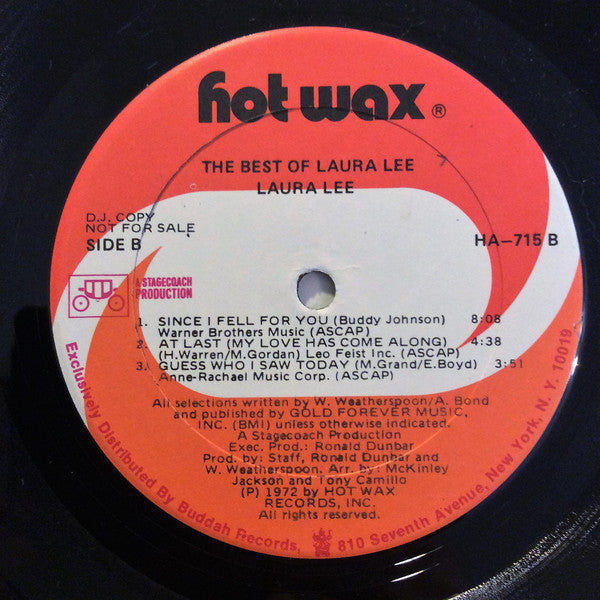 hot wax®
THE BEST OF LAURA LEE
LAURA LEE
D.J. COPY
NOT FOR SALE
SIDE B
HA-715 B
A STAGECOACH
PRODUCTION
1. SINCE I FELL FOR YOU (Buddy Johnson) 8:08
Warner Brothers Music (ASCAP)
2. AT LAST (MY LOVE HAS COME ALONG) 4:38
(H.Warren/M.Gordan) Leo Feist Inc. (ASCAP)
3. GUESS WHO I SAW TODAY (M.Grand/E.Boyd) 3:51
Anne-Rachael Music Corp. (ASCAP)
All selections written by W. Weatherspoon/A. Bond
and published by GOLD FOREVER MUSIC,
INC. (BMI) unless otherwise indicated.
A Stagecoach Production
Exec. Prod.: Ronald Dunbar
Prod. by: Staff, Ronald Dunbar and
W. Weatherspoon. Arr. by: McKinley
Jackson and Tony Camillo
(P) 1972 by HOT WAX
RECORDS, INC.
All rights reserved.
Exclusively Distributed By Buddah Records, 810 Seventh Avenue, New York, N.Y. 10019